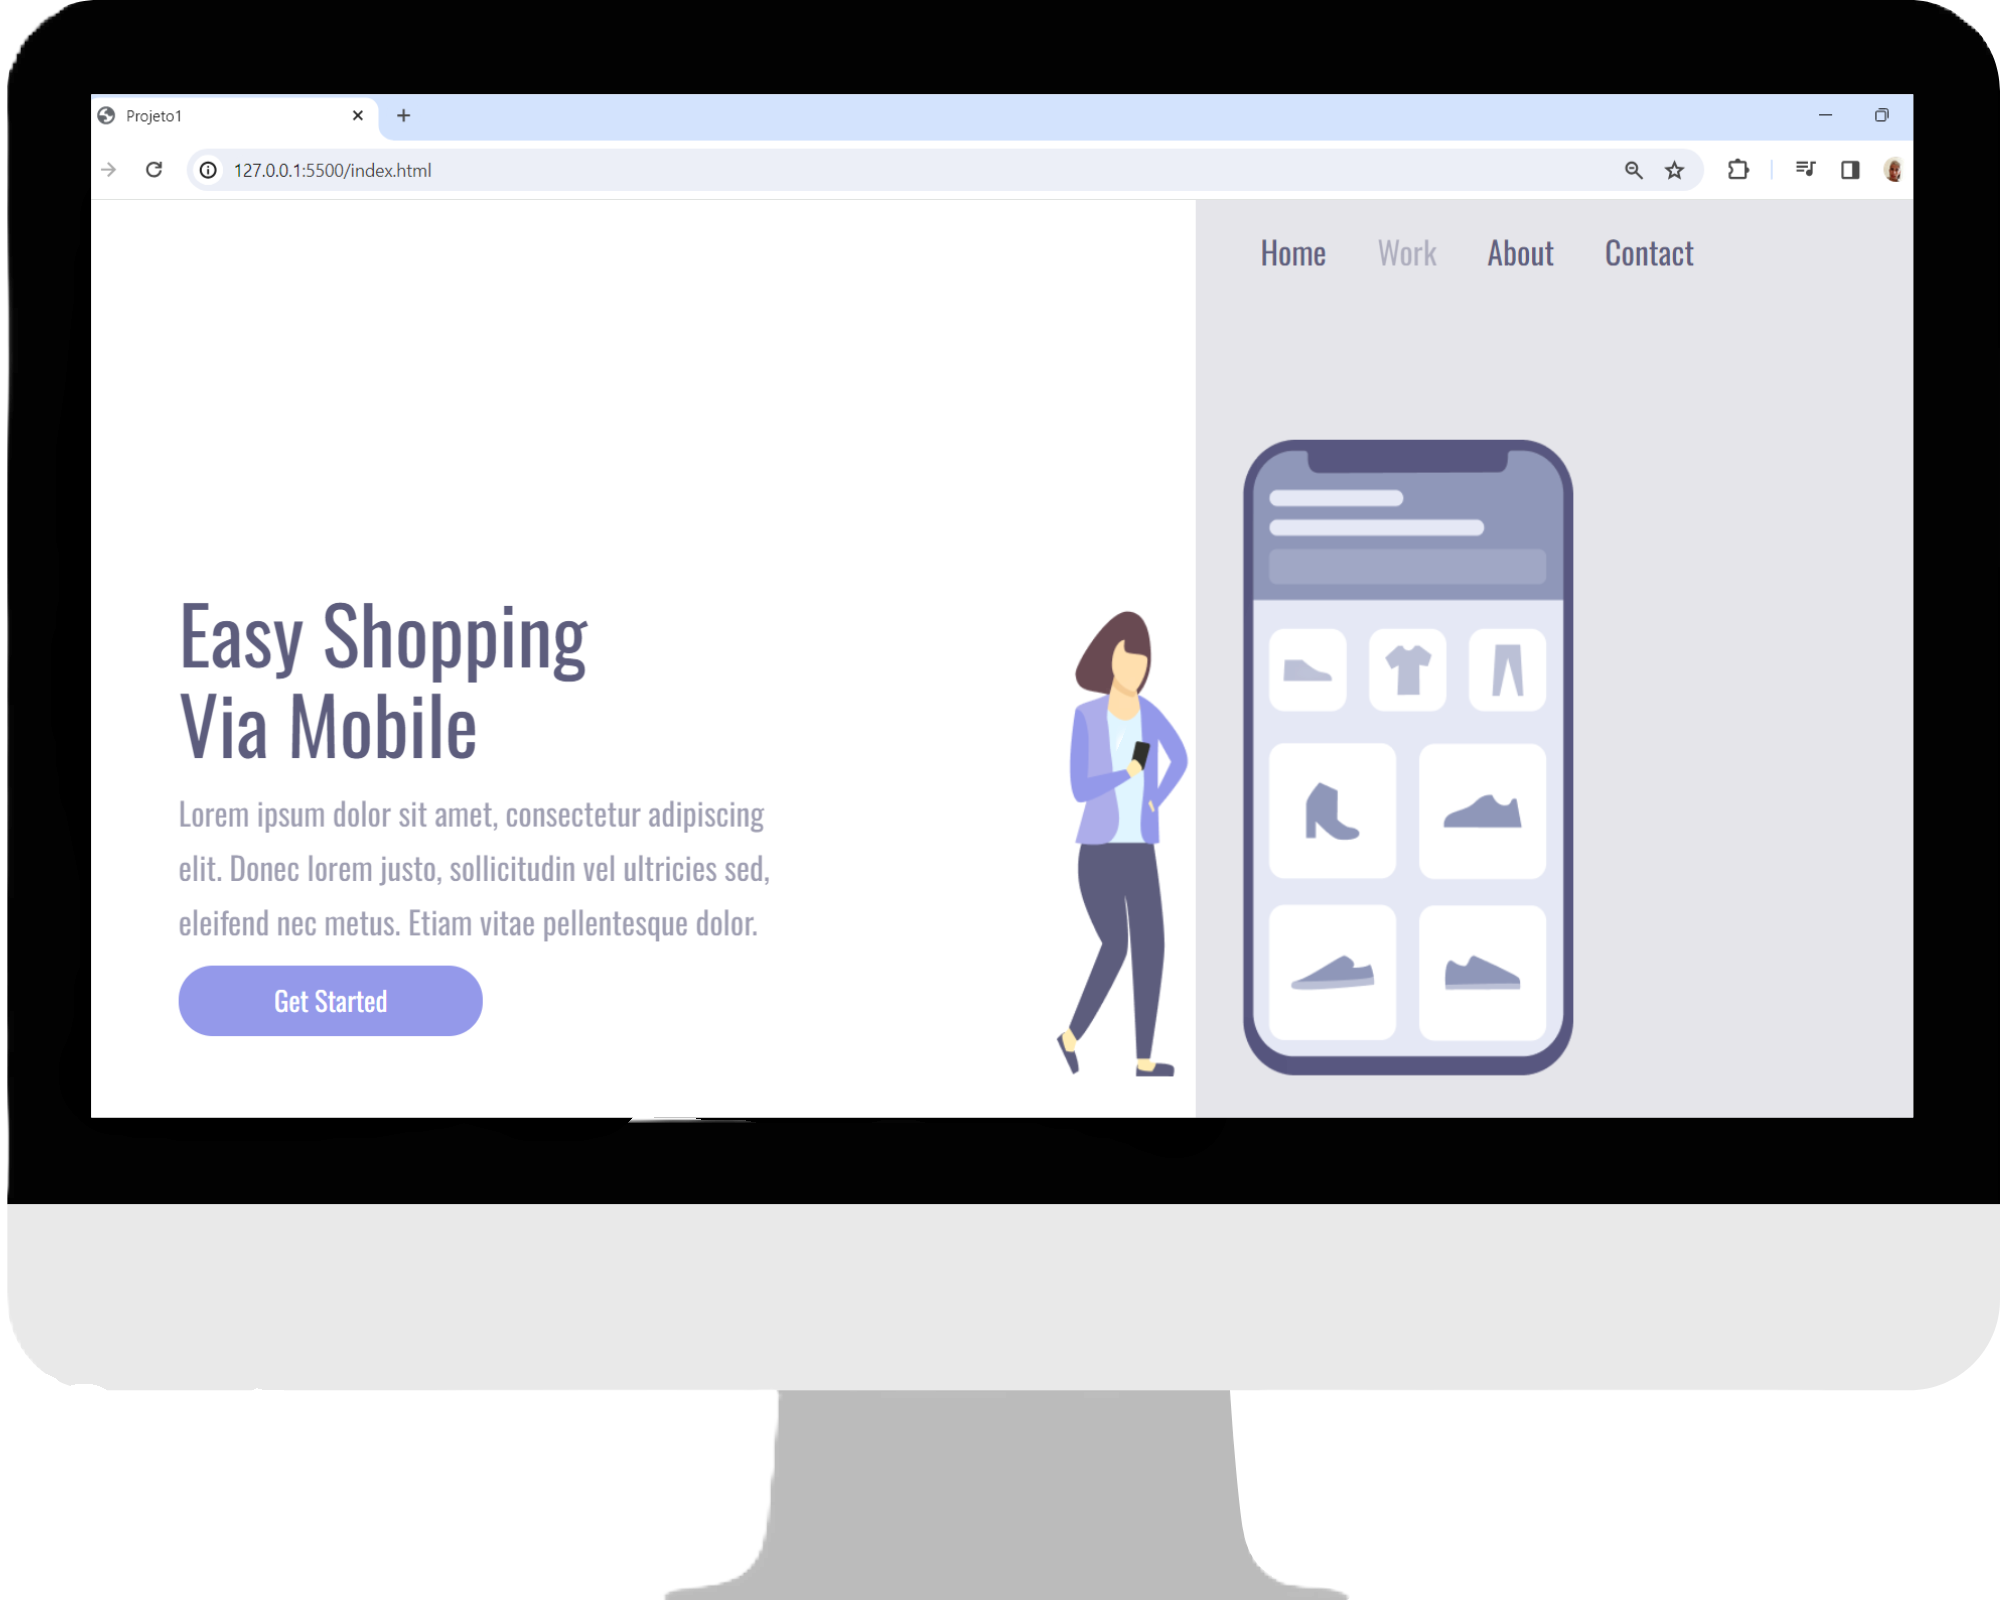 Projeto1
127.0.0.1:5500/index.html
Home Work About Contact
Easy Shopping
Via Mobile
Lorem ipsum dolor sit amet, consectetur adipiscing
elit. Donec lorem justo, sollicitudin vel ultricies sed,
eleifend nec metus. Etiam vitae pellentesque dolor.
Get Started